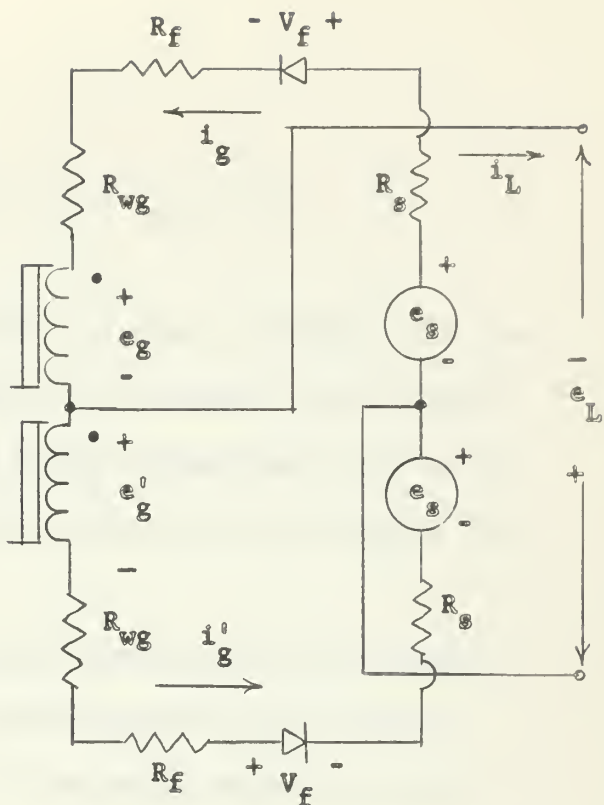 R_f - V_f +
i_g
i_L
R_wg
R_s
+
+
e_s
e_g
-
-
-
e_L
+
+
e'_g
e_s
+
-
-
R_s
R_wg
i'_g
R_f + V_f -